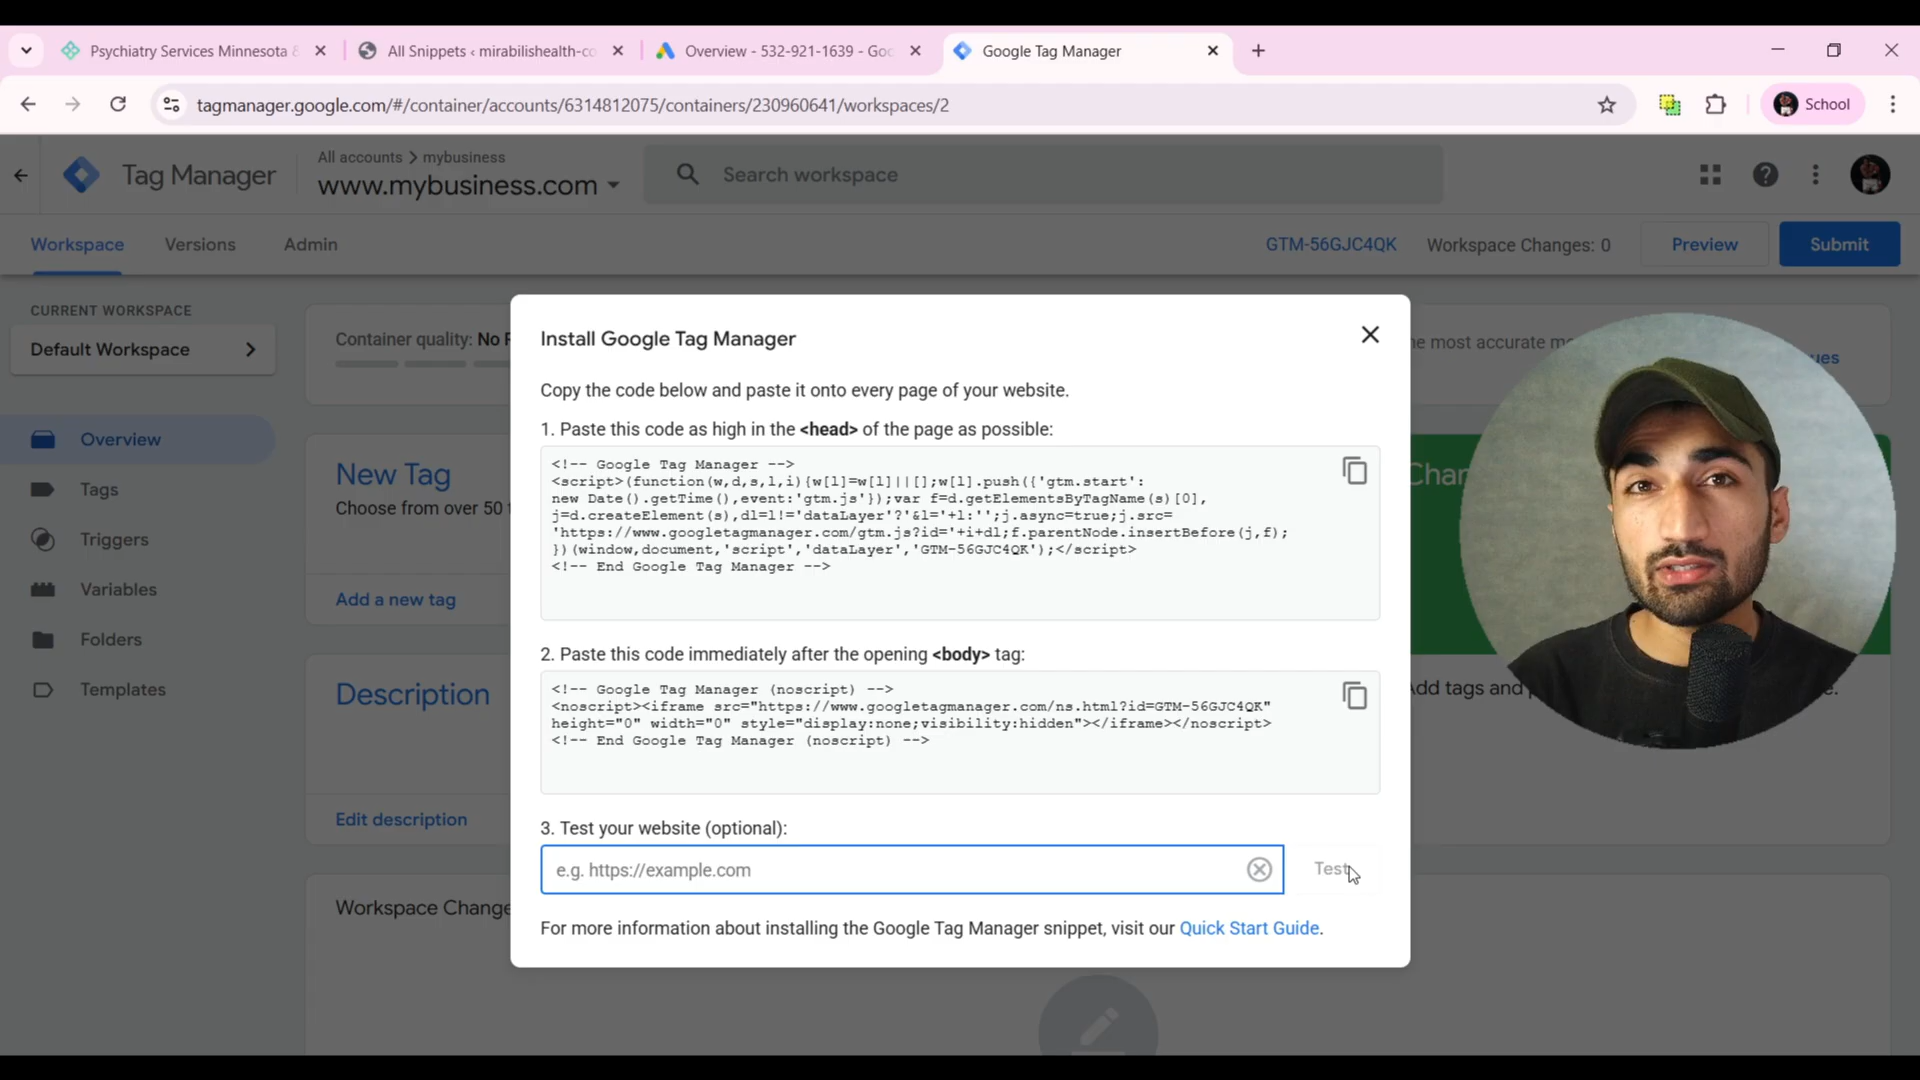 Psychiatry Services Minnesota &
All Snippets ‹ mirabilishealth-co
Overview - 532-921-1639 - Goo
Google Tag Manager
tagmanager.google.com/#/container/accounts/6314812075/containers/230960641/workspaces/2
School
Tag Manager
All accounts > mybusiness
www.mybusiness.com
Search workspace
Workspace
Versions
Admin
GTM-56GJC4QK
Workspace Changes: 0
Preview
Submit
CURRENT WORKSPACE
Default Workspace
Overview
Tags
Triggers
Variables
Folders
Templates
Container quality: No
New Tag
Choose from over 50
Add a new tag
Description
Edit description
Workspace Change
he most accurate
ues
Chan
Add tags and
Install Google Tag Manager
Copy the code below and paste it onto every page of your website.
1. Paste this code as high in the <head> of the page as possible:
<!-- Google Tag Manager -->
<script>(function(w,d,s,l,i){w[l]=w[l]||[];w[l].push({'gtm.start':
new Date().getTime(),event:'gtm.js'});var f=d.getElementsByTagName(s)[0],
j=d.createElement(s),dl=l!='dataLayer'?'&l='+l:'';j.async=true;j.src=
'https://www.googletagmanager.com/gtm.js?id='+i+dl;f.parentNode.insertBefore(j,f);
})(window,document,'script','dataLayer','GTM-56GJC4QK');</script>
<!-- End Google Tag Manager -->
2. Paste this code immediately after the opening <body> tag:
<!-- Google Tag Manager (noscript) -->
<noscript><iframe src="https://www.googletagmanager.com/ns.html?id=GTM-56GJC4QK"
height="0" width="0" style="display:none;visibility:hidden"></iframe></noscript>
<!-- End Google Tag Manager (noscript) -->
3. Test your website (optional):
e.g. https://example.com
Test
For more information about installing the Google Tag Manager snippet, visit our Quick Start Guide.